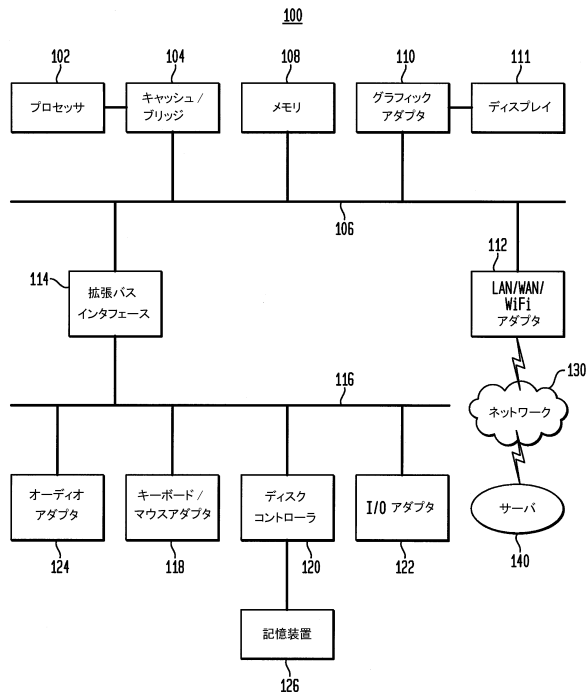 100
102
104
108
110
111
プロセッサ
キャッシュ/
ブリッジ
メモリ
グラフィック
アダプタ
ディスプレイ
106
112
114
拡張バス
インタフェース
LAN/WAN/
WiFi
アダプタ
116
130
ネットワーク
オーディオ
アダプタ
キーボード/
マウスアダプタ
ディスク
コントローラ
I/O アダプタ
サーバ
124
118
120
122
140
記憶装置
126